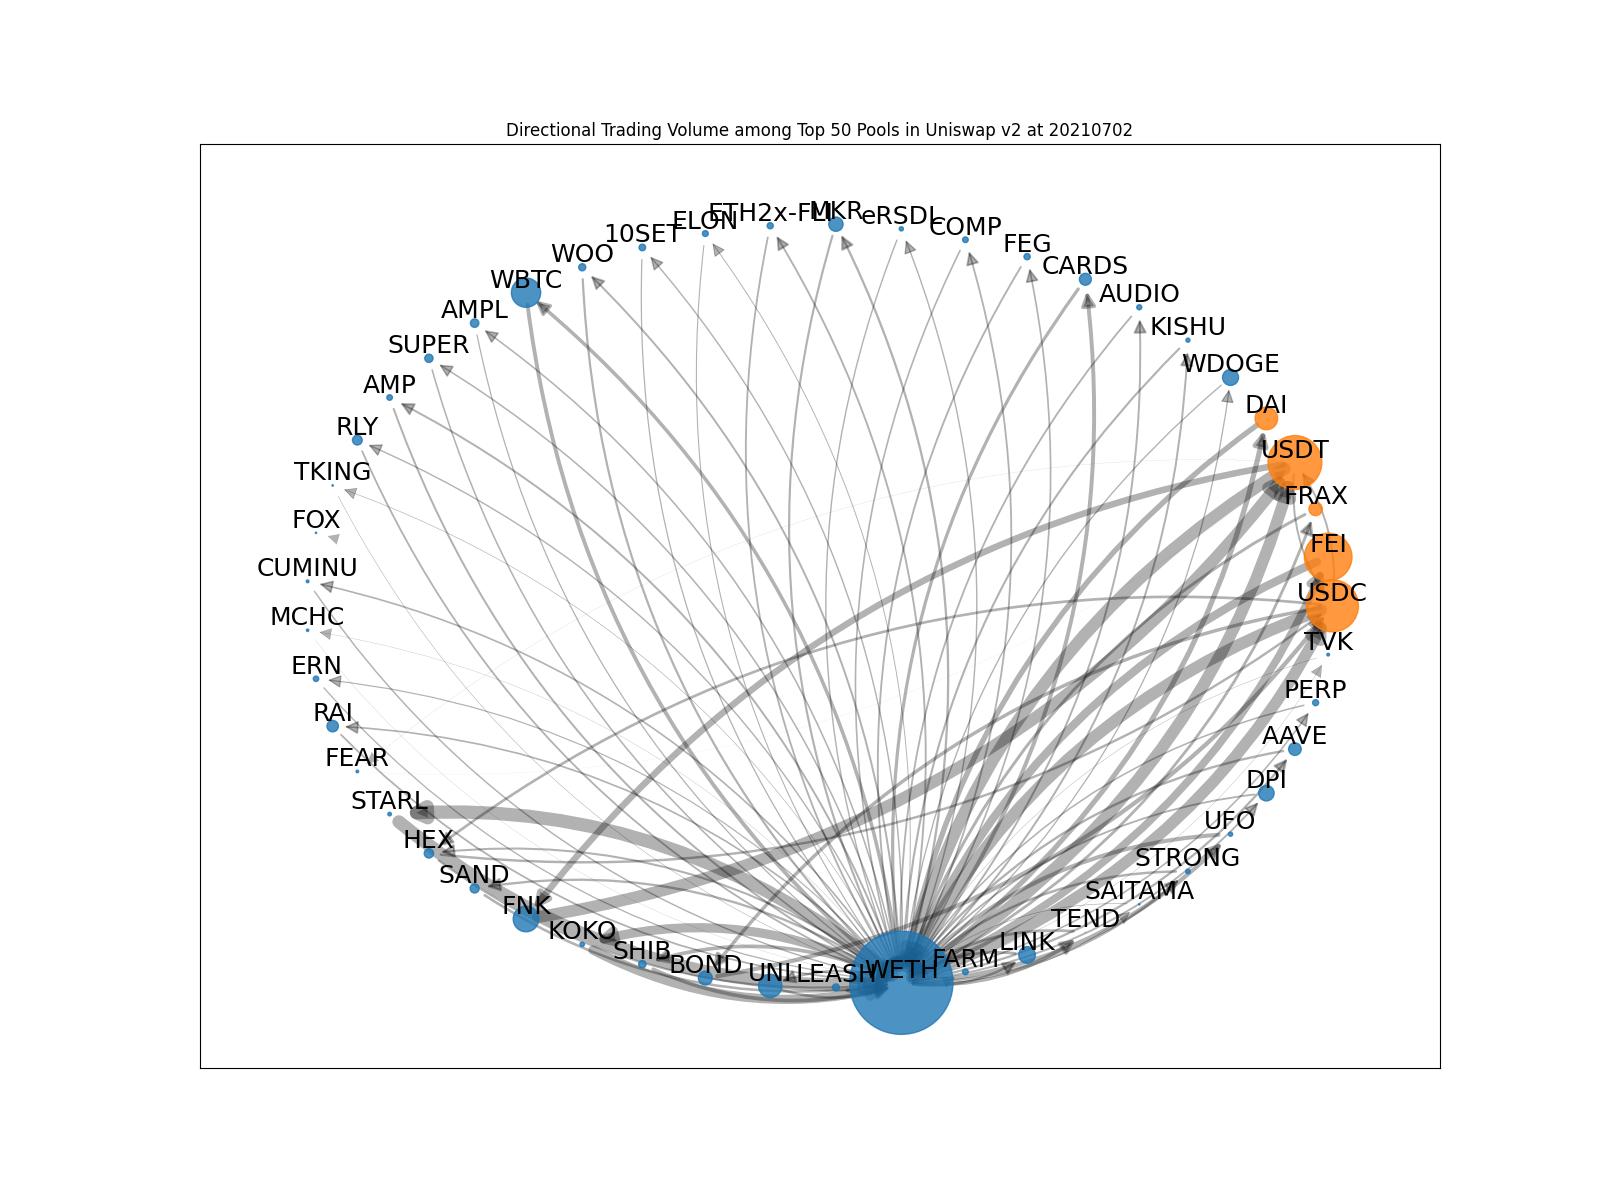 Directional Trading Volume among Top 50 Pools in Uniswap v2 at 20210702
ETH2x-FLI
MKR
eRSDL
ELON
COMP
10SET
FEG
WOO
CARDS
WBTC
AUDIO
AMPL
KISHU
SUPER
WDOGE
AMP
DAI
RLY
USDT
TKING
FRAX
FOX
FEI
CUMINU
USDC
MCHC
TVK
ERN
PERP
RAI
AAVE
FEAR
DPI
STARL
UFO
HEX
STRONG
SAND
SAITAMA
FNK
TEND
KOKO
LINK
SHIB
FARM
BOND
UNI
LEASH
WETH